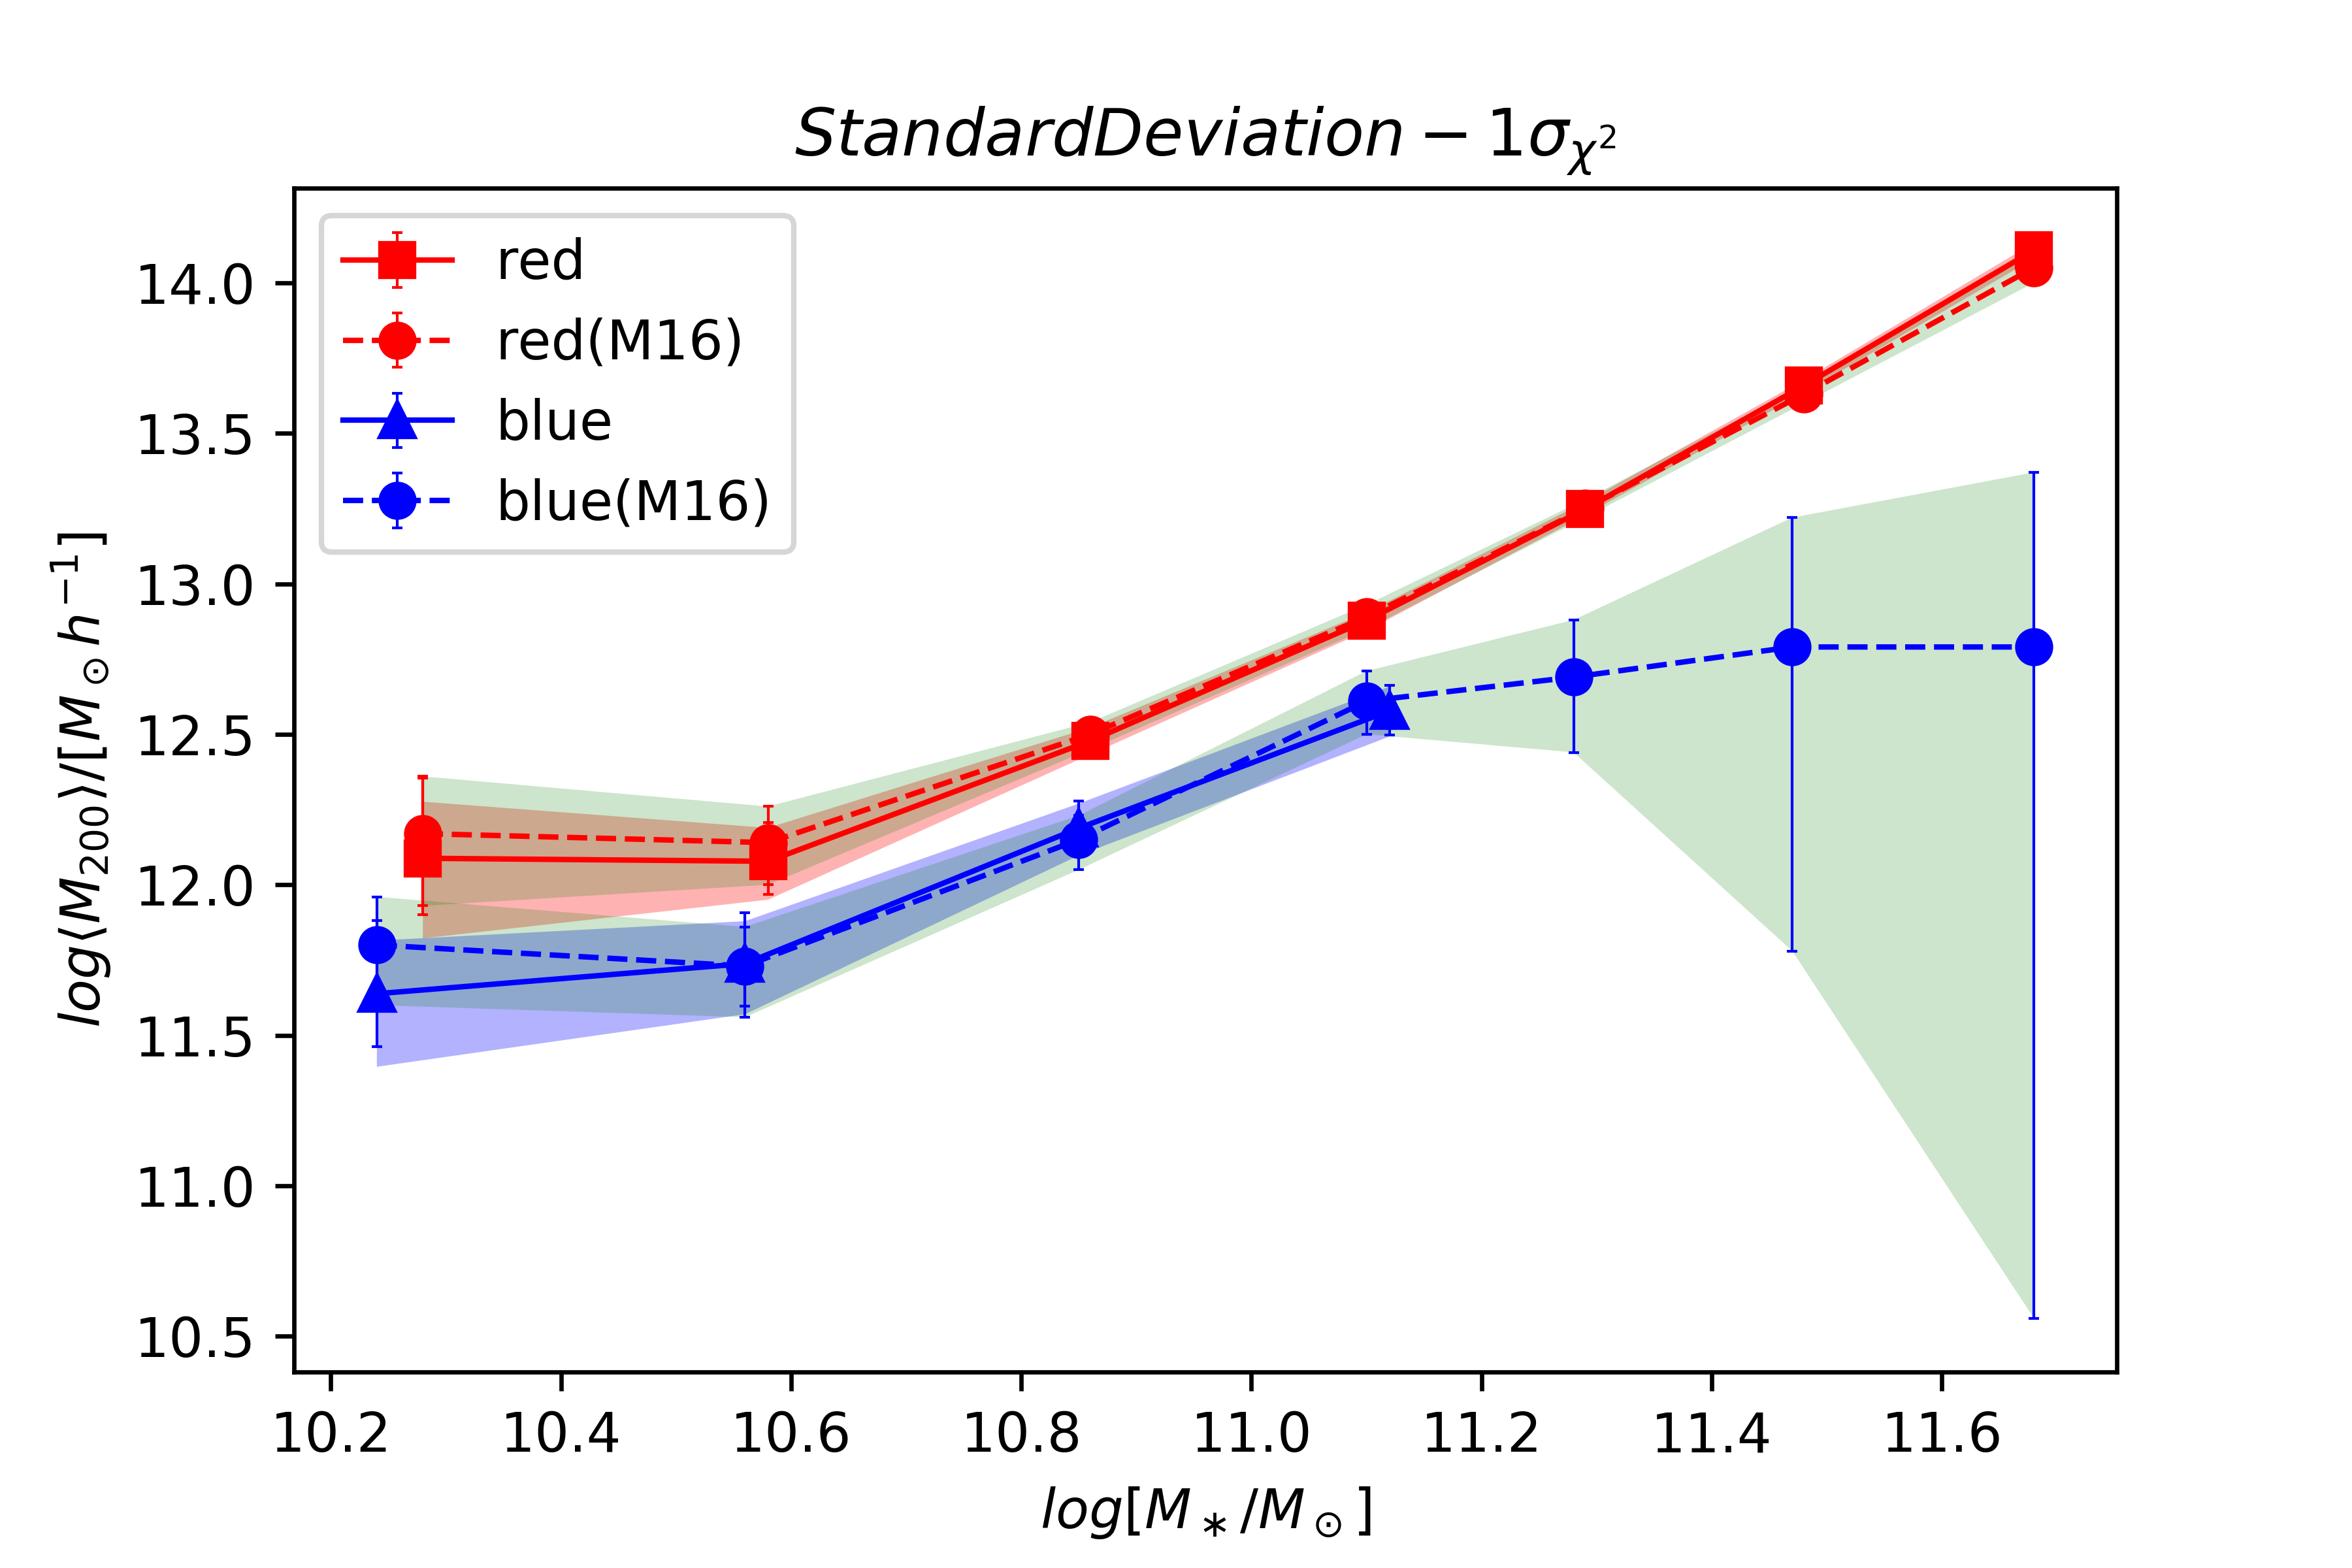 StandardDeviation − 1σχ²
red
red(M16)
blue
blue(M16)
log⟨M₂₀₀⟩/[M⊙h⁻¹]
14.0
13.5
13.0
12.5
12.0
11.5
11.0
10.5
10.2 10.4 10.6 10.8 11.0 11.2 11.4 11.6
log[M∗/M⊙]